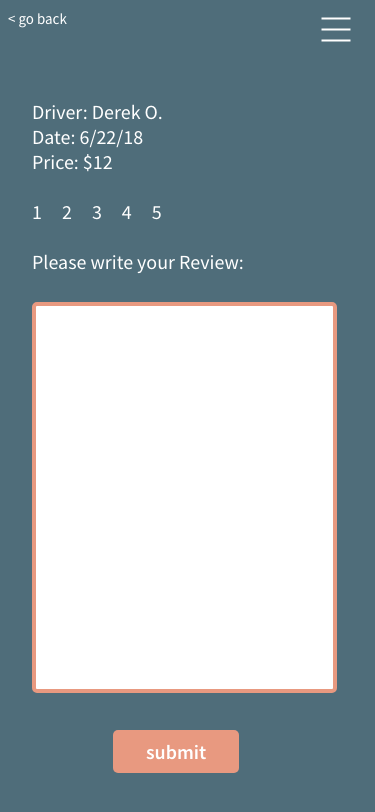 < go back
Driver: Derek O.
Date: 6/22/18
Price: $12
1 2 3 4 5
Please write your Review:
submit